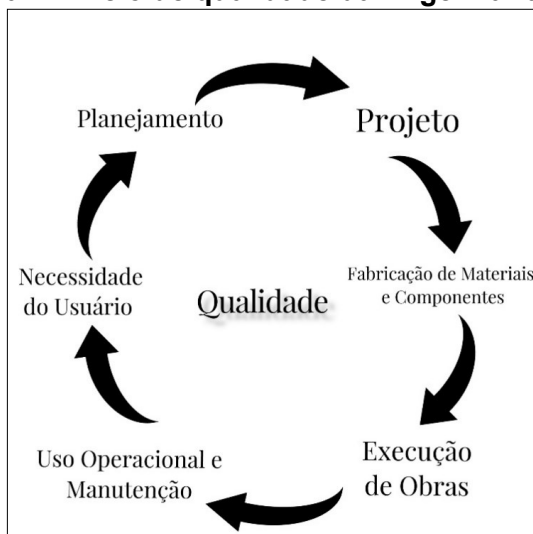 Planejamento
Projeto
Fabricação de Materiais
e Componentes
Necessidade
do Usuário
Qualidade
Execução
de Obras
Uso Operacional e
Manutenção